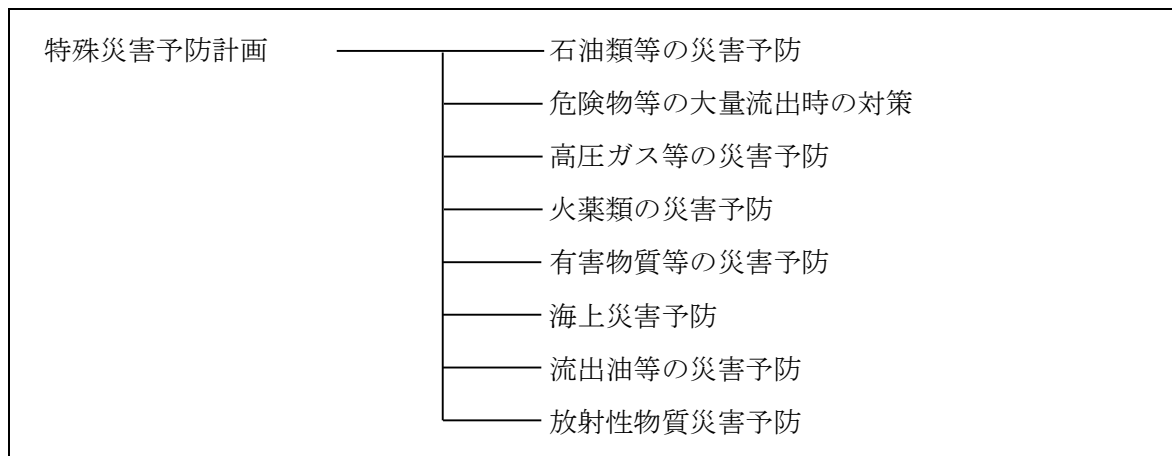 特殊災害予防計画
石油類等の災害予防
危険物等の大量流出時の対策
高圧ガス等の災害予防
火薬類の災害予防
有害物質等の災害予防
海上災害予防
流出油等の災害予防
放射性物質災害予防